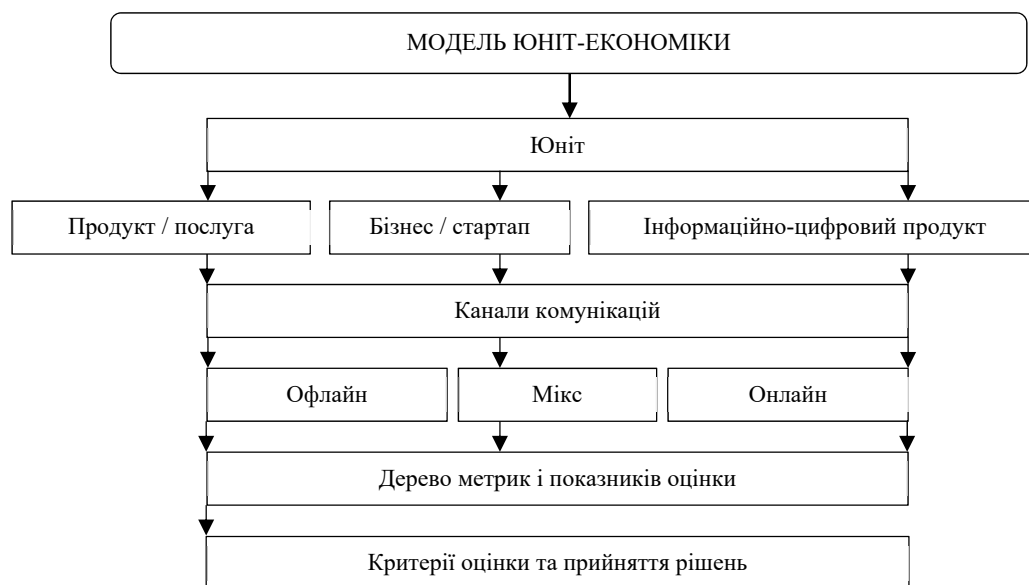 МОДЕЛЬ ЮНІТ-ЕКОНОМІКИ
Юніт
Продукт / послуга
Бізнес / стартап
Інформаційно-цифровий продукт
Канали комунікацій
Офлайн
Мікс
Онлайн
Дерево метрик і показників оцінки
Критерії оцінки та прийняття рішень